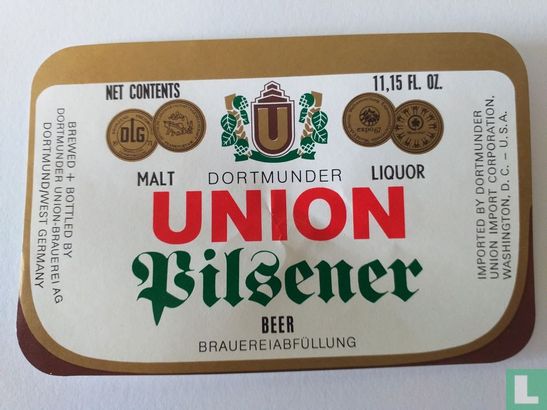 NET CONTENTS
11,15 FL. OZ.
DLG
U
expo67
MALT DORTMUNDER LIQUOR
UNION
Pilsener
BEER
BRAUEREIABFÜLLUNG
BREWED + BOTTLED BY
DORTMUNDER UNION-BRAUEREI AG
DORTMUND/WEST GERMANY
IMPORTED BY DORTMUNDER
UNION IMPORT CORPORATION,
WASHINGTON, D. C. – U. S. A.
L